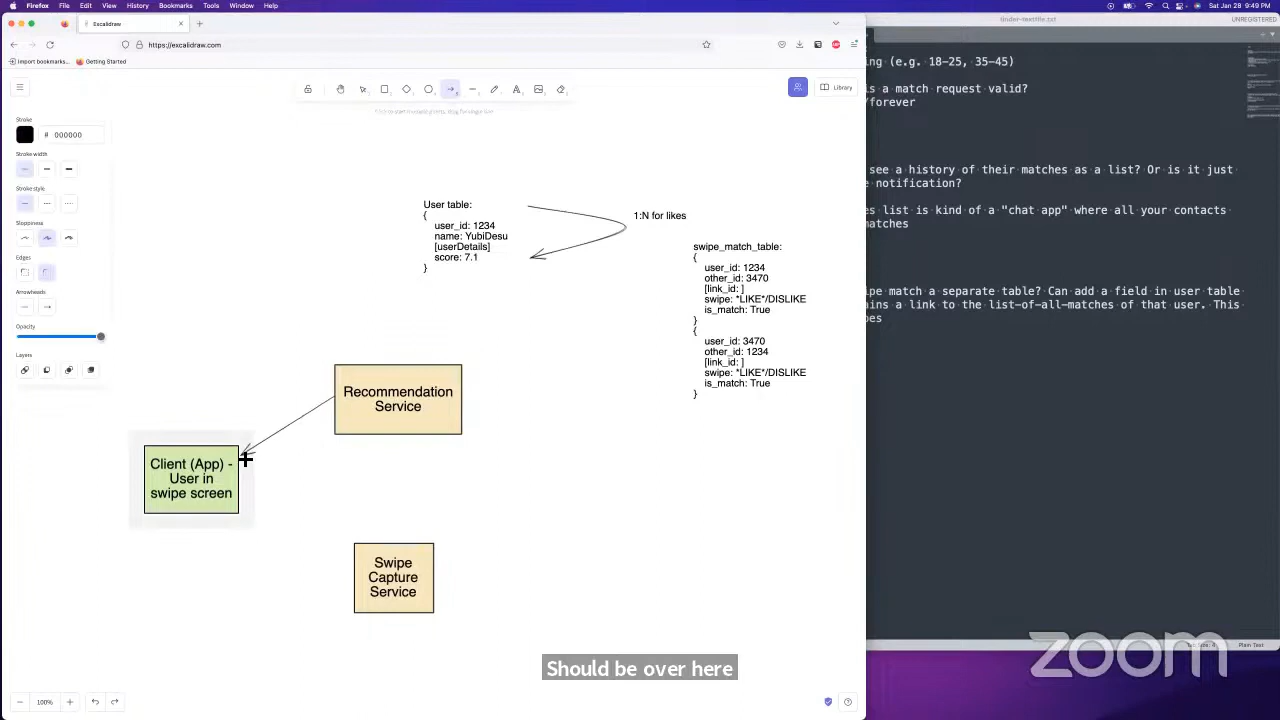 Firefox File Edit View History Bookmarks Tools Window Help
Sat Jan 28 9:49 PM
Excalidraw
https://excalidraw.com
Import bookmarks...
Getting Started
UNREGISTERED
Library
Stroke
# 000000
Stroke width
Stroke style
Sloppiness
Edges
Arrowheads
Opacity
Layers
User table:
{
user_id: 1234
name: YubiDesu
[userDetails]
score: 7.1
}
1:N for likes
swipe_match_table:
{
user_id: 1234
other_id: 3470
[link_id: ]
swipe: *LIKE*/DISLIKE
is_match: True
}
{
user_id: 3470
other_id: 1234
[link_id: ]
swipe: *LIKE*/DISLIKE
is_match: True
}
Recommendation
Service
Client (App) -
User in
swipe screen
Swipe
Capture
Service
ing (e.g. 18-25, 35-45)
is a match request valid?
/forever
see a history of their matches as a list? Or is it just
notification?
es list is kind of a "chat app" where all your contacts
matches
ipe match a separate table? Can add a field in user table
ains a link to the list-of-all-matches of that user. This
Should be over here
100%
Plain Text
zoom